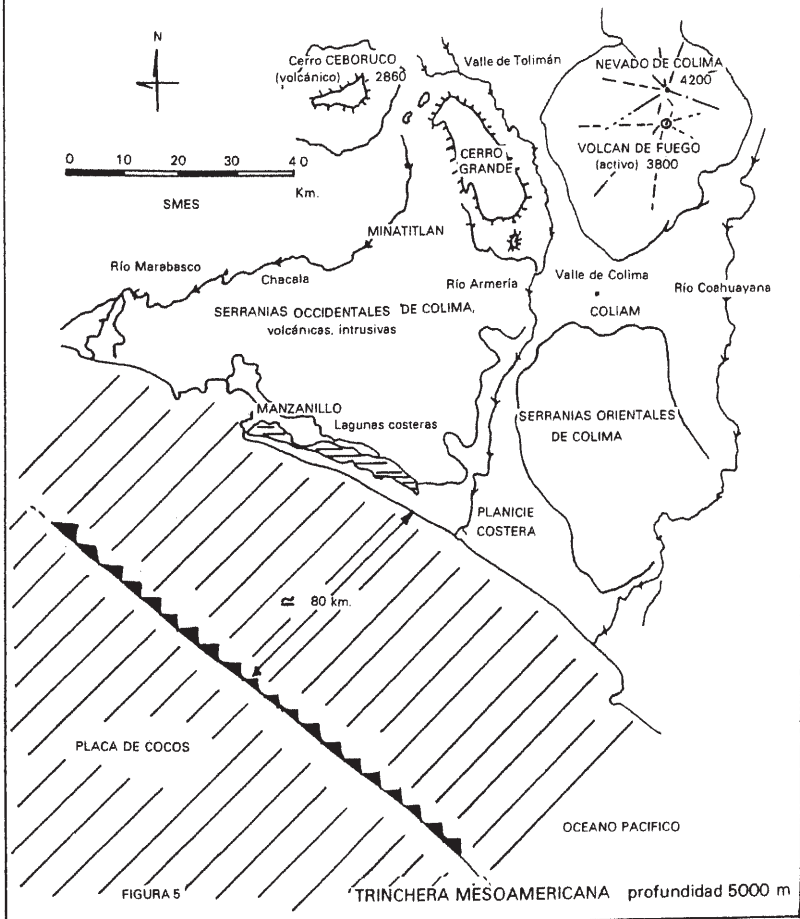 N
Cerro CEBORUCO
(volcánico) 2860
Valle de Tolimán
NEVADO DE COLIMA
4200
VOLCAN DE FUEGO
(activo) 3800
CERRO
GRANDE
0 10 20 30 40
Km.
SMES
MINATITLAN
Río Marabasco
Chacala
Río Armería
Valle de Colima
COLIAM
Río Coahuayana
SERRANIAS OCCIDENTALES DE COLIMA,
volcánicas, intrusivas
MANZANILLO
Lagunas costeras
SERRANIAS ORIENTALES
DE COLIMA
PLANICIE
COSTERA
≃ 80 km.
PLACA DE COCOS
OCEANO PACIFICO
FIGURA 5
TRINCHERA MESOAMERICANA profundidad 5000 m